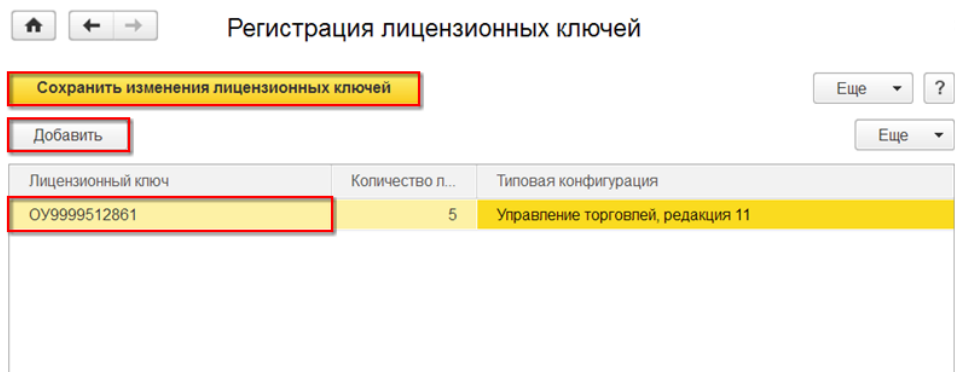 Регистрация лицензионных ключей
Сохранить изменения лицензионных ключей
Еще
?
Добавить
Еще
Лицензионный ключ
Количество л...
Типовая конфигурация
ОУ9999512861
5
Управление торговлей, редакция 11